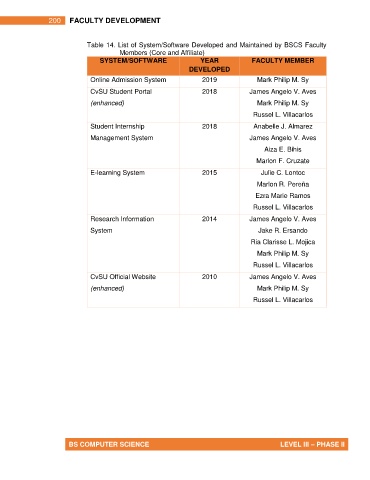 200 FACULTY DEVELOPMENT
Table 14. List of System/Software Developed and Maintained by BSCS Faculty
Members (Core and Affiliate)
SYSTEM/SOFTWARE YEAR FACULTY MEMBER
DEVELOPED
Online Admission System 2019 Mark Philip M. Sy
CvSU Student Portal 2018 James Angelo V. Aves
(enhanced) Mark Philip M. Sy
Russel L. Villacarlos
Student Internship 2018 Anabelle J. Almarez
Management System James Angelo V. Aves
Aiza E. Bihis
Marlon F. Cruzate
E-learning System 2015 Julie C. Lontoc
Marlon R. Pereña
Ezra Marie Ramos
Russel L. Villacarlos
Research Information 2014 James Angelo V. Aves
System Jake R. Ersando
Ria Clarisse L. Mojica
Mark Philip M. Sy
Russel L. Villacarlos
CvSU Official Website 2010 James Angelo V. Aves
(enhanced) Mark Philip M. Sy
Russel L. Villacarlos
BS COMPUTER SCIENCE LEVEL III – PHASE II